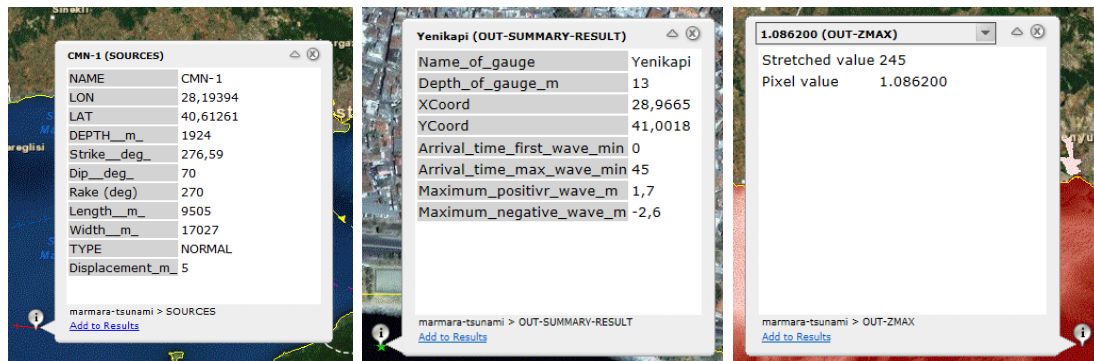 Sinekli
CMN-1 (SOURCES)
NAME CMN-1
LON 28,19394
LAT 40,61261
DEPTH__m_ 1924
Strike__deg_ 276,59
Dip__deg_ 70
Rake (deg) 270
Length__m_ 9505
Width__m_ 17027
TYPE NORMAL
Displacement_m_ 5
marmara-tsunami > SOURCES
Add to Results
Yenikapi (OUT-SUMMARY-RESULT)
Name_of_gauge Yenikapi
Depth_of_gauge_m 13
XCoord 28,9665
YCoord 41,0018
Arrival_time_first_wave_min 0
Arrival_time_max_wave_min 45
Maximum_positivr_wave_m 1,7
Maximum_negative_wave_m -2,6
marmara-tsunami > OUT-SUMMARY-RESULT
Add to Results
1.086200 (OUT-ZMAX)
Stretched value 245
Pixel value 1.086200
marmara-tsunami > OUT-ZMAX
Add to Results